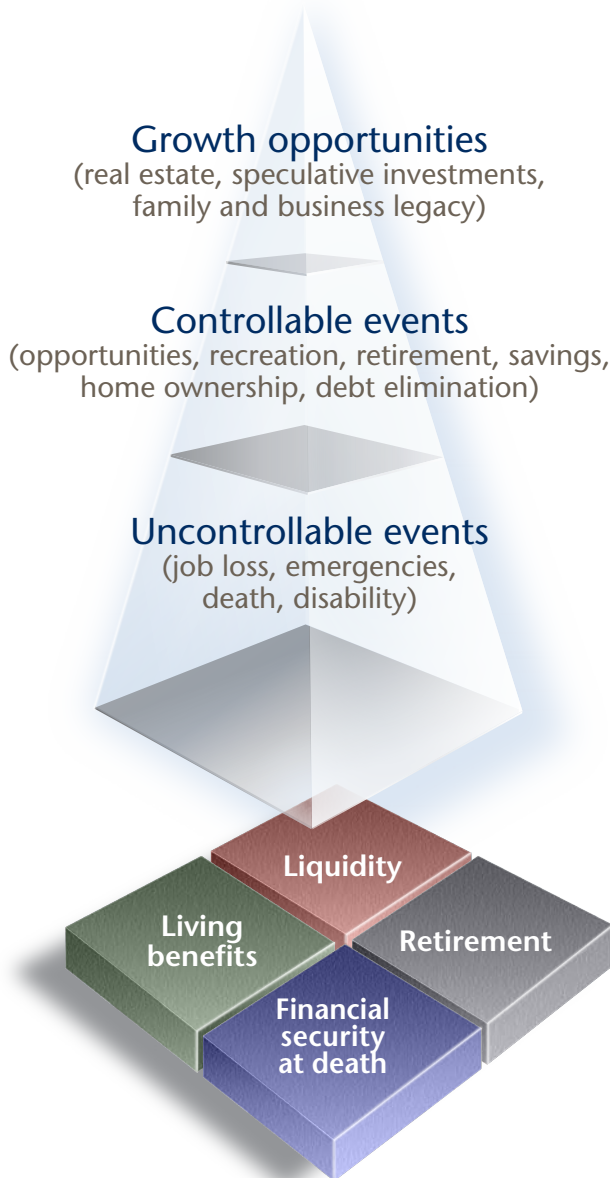 Growth opportunities
(real estate, speculative investments,
family and business legacy)
Controllable events
(opportunities, recreation, retirement, savings,
home ownership, debt elimination)
Uncontrollable events
(job loss, emergencies,
death, disability)
Liquidity
Living
benefits
Retirement
Financial
security
at death